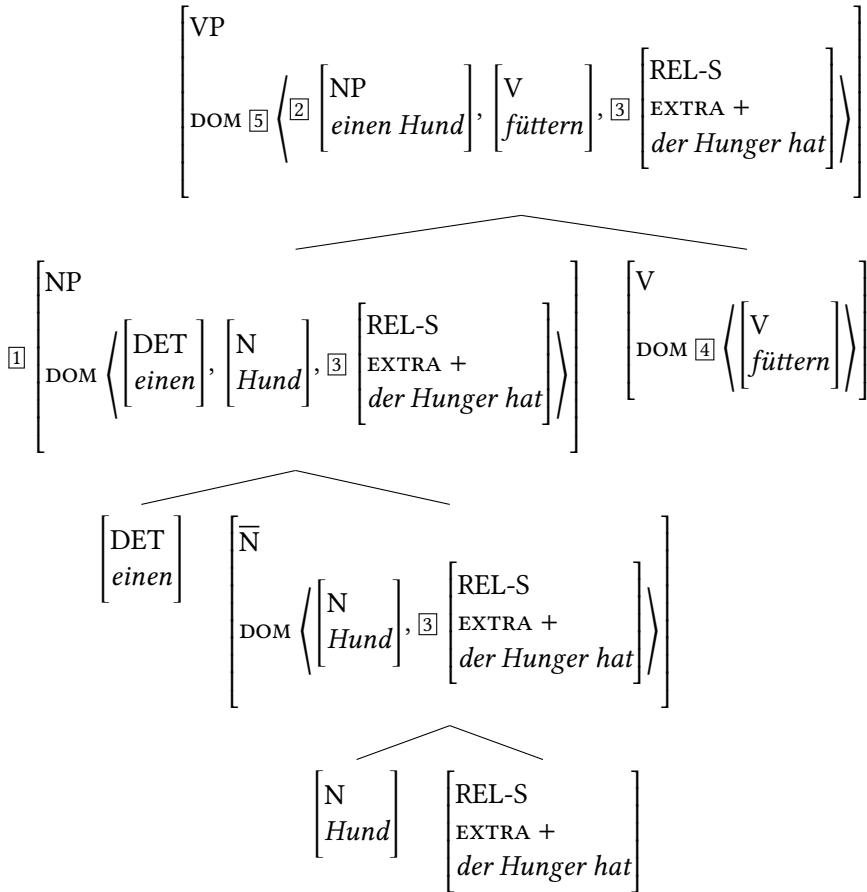 VP
DOM 5 ⟨ 2 [NP einen Hund], [V füttern], 3 [REL-S EXTRA + der Hunger hat] ⟩
1 NP
DOM ⟨ [DET einen], [N Hund], 3 [REL-S EXTRA + der Hunger hat] ⟩
V
DOM 4 ⟨ [V füttern] ⟩
DET
einen
N̅
DOM ⟨ [N Hund], 3 [REL-S EXTRA + der Hunger hat] ⟩
N
Hund
REL-S
EXTRA +
der Hunger hat